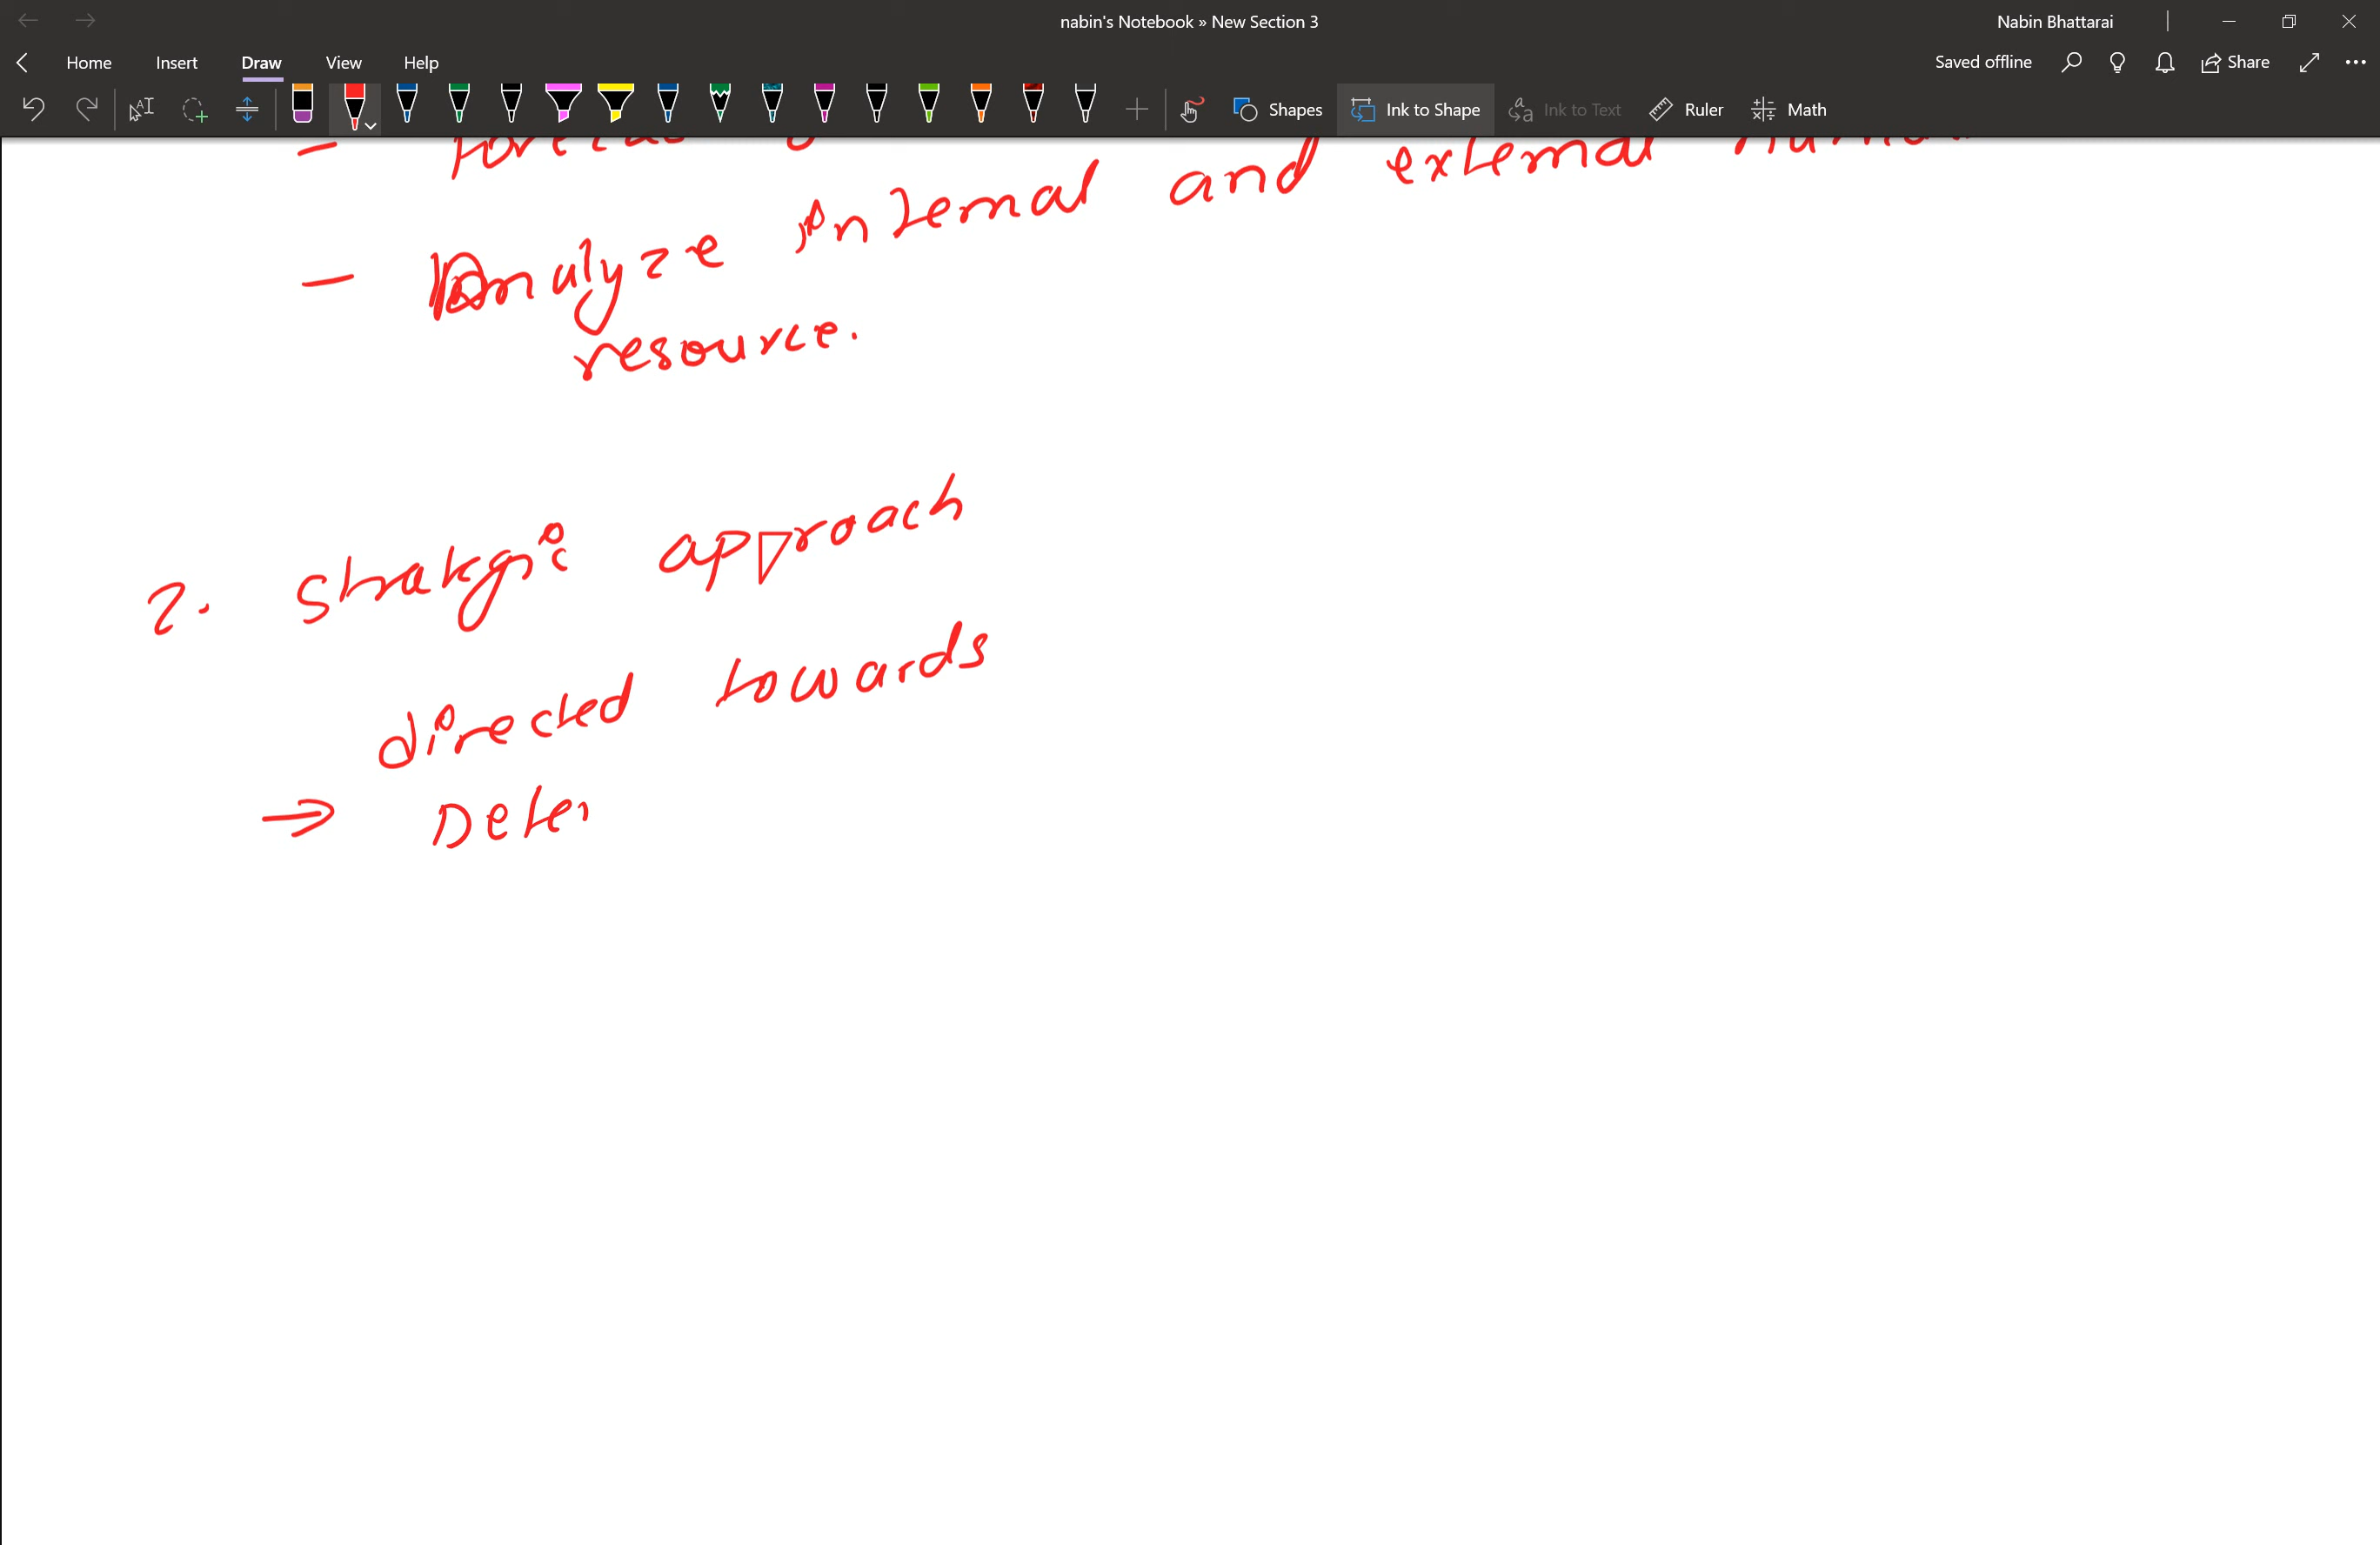 nabin's Notebook » New Section 3
Nabin Bhattarai
Home Insert Draw View Help
Saved offline
Share
Shapes
Ink to Shape
Ink to Text
Ruler
Math
- Analyze internal and external
resource.
2. Strategic approach
directed towards
⇒ Deter